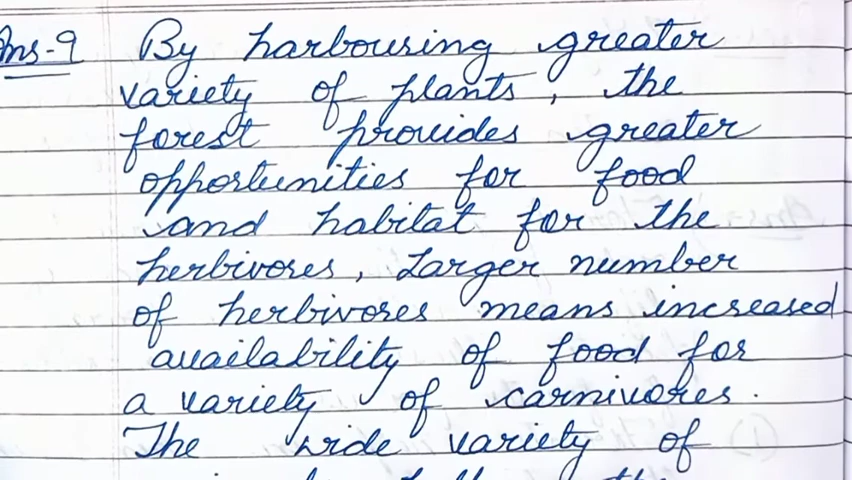 Ans-9 By harbouring greater
variety of plants, the
forest provides greater
opportunities for food
and habitat for the
herbivores, Larger number
of herbivores means increased
availability of food for
a variety of carnivores.
The wide variety of